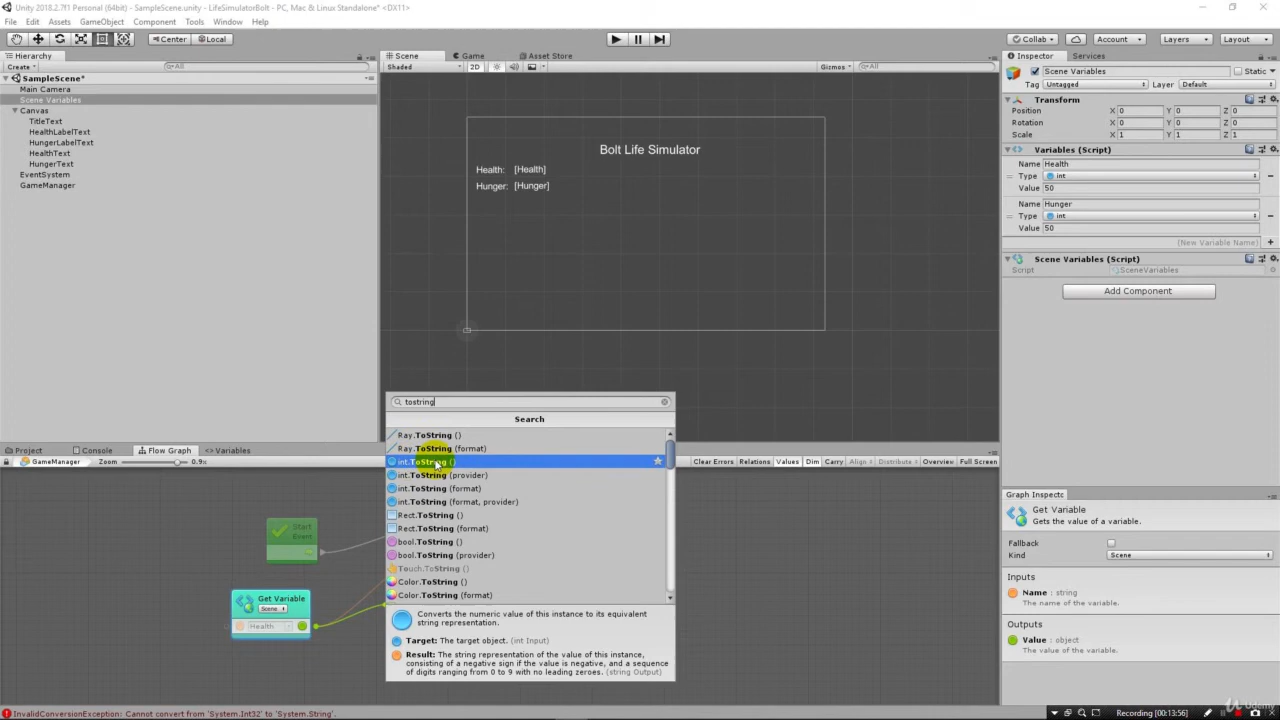 Unity 2018.2.7f1 Personal (64bit) - SampleScene.unity - LifeSimulatorBolt - PC, Mac & Linux Standalone* <DX11>
File Edit Assets GameObject Component Tools Window Help
Center Local
Collab Account Layers Layout
Hierarchy
Create All
SampleScene*
Main Camera
Scene Variables
Canvas
TitleText
HealthLabelText
HungerLabelText
HealthText
HungerText
EventSystem
GameManager
Scene Game Asset Store
Shaded 2D Gizmos All
Bolt Life Simulator
Health: [Health]
Hunger: [Hunger]
Inspector Services
Scene Variables Static
Tag Untagged Layer Default
Transform
Position X 0 Y 0 Z 0
Rotation X 0 Y 0 Z 0
Scale X 1 Y 1 Z 1
Variables (Script)
Name Health
Type int
Value 50
Name Hunger
Type int
Value 50
(New Variable Name)
Scene Variables (Script)
Script SceneVariables
Add Component
Project Console Flow Graph Variables
GameManager Zoom 0.9x
Clear Errors Relations Values Dim Carry Align Distribute Overview Full Screen
Start
Event
Get Variable
Scene
Health
tostring
Search
Ray.ToString ()
Ray.ToString (format)
int.ToString ()
int.ToString (provider)
int.ToString (format)
int.ToString (format, provider)
Rect.ToString ()
Rect.ToString (format)
bool.ToString ()
bool.ToString (provider)
Touch.ToString ()
Color.ToString ()
Color.ToString (format)
Converts the numeric value of this instance to its equivalent
string representation.
Target: The target object. (int Input)
Result: The string representation of the value of this instance,
consisting of a negative sign if the value is negative, and a sequence
of digits ranging from 0 to 9 with no leading zeroes. (string Output)
Graph Inspecto
Get Variable
Gets the value of a variable.
Fallback
Kind Scene
Inputs
Name : string
The name of the variable.
Outputs
Value : object
The value of the variable.
InvalidConversionException: Cannot convert from 'System.Int32' to 'System.String'.
Recording [00:13:56]
Udemy